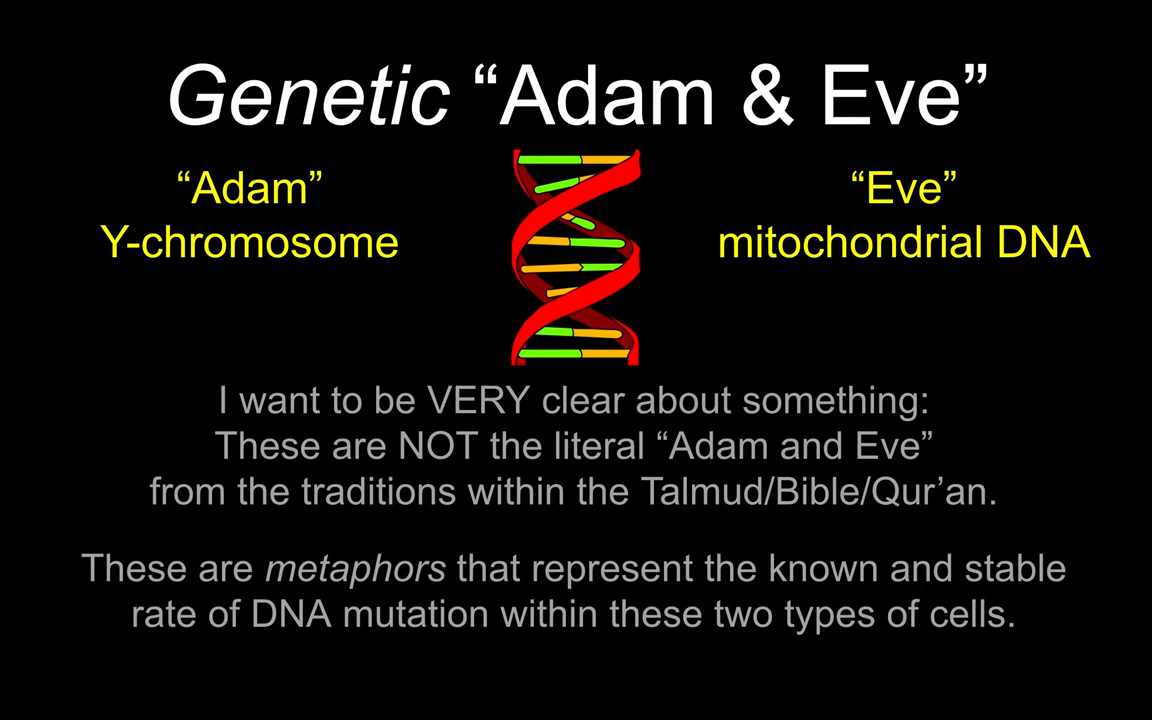 Genetic “Adam & Eve”
“Adam”
Y-chromosome
“Eve”
mitochondrial DNA
I want to be VERY clear about something:
These are NOT the literal “Adam and Eve”
from the traditions within the Talmud/Bible/Qur’an.
These are metaphors that represent the known and stable
rate of DNA mutation within these two types of cells.